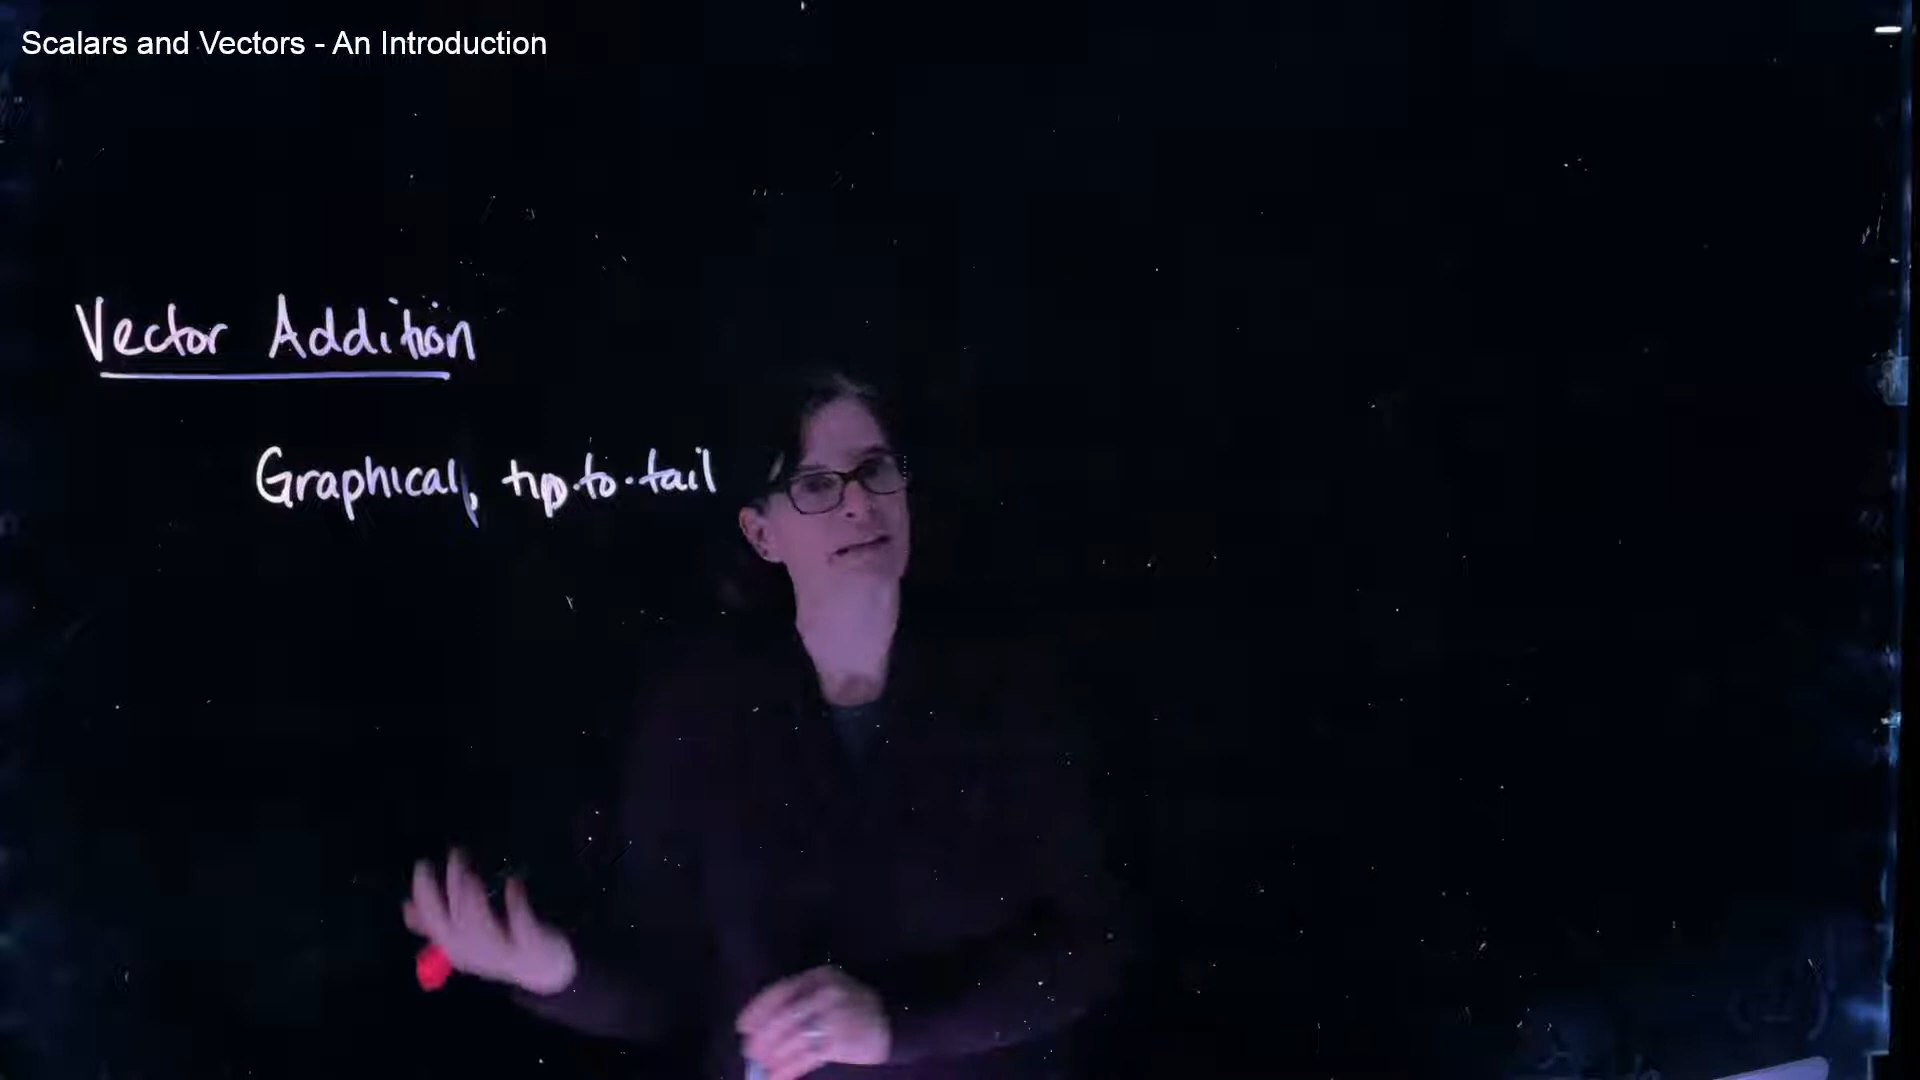 Scalars and Vectors - An Introduction
Vector Addition
Graphical, tip-to-tail